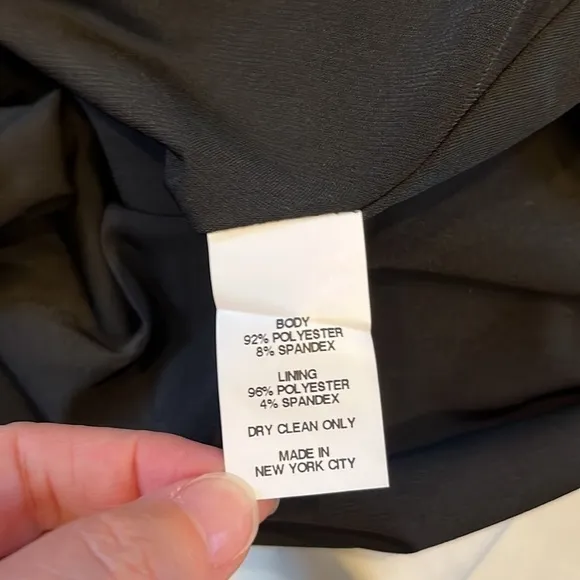 BODY
92% POLYESTER
8% SPANDEX
LINING
96% POLYESTER
4% SPANDEX
DRY CLEAN ONLY
MADE IN
NEW YORK CITY